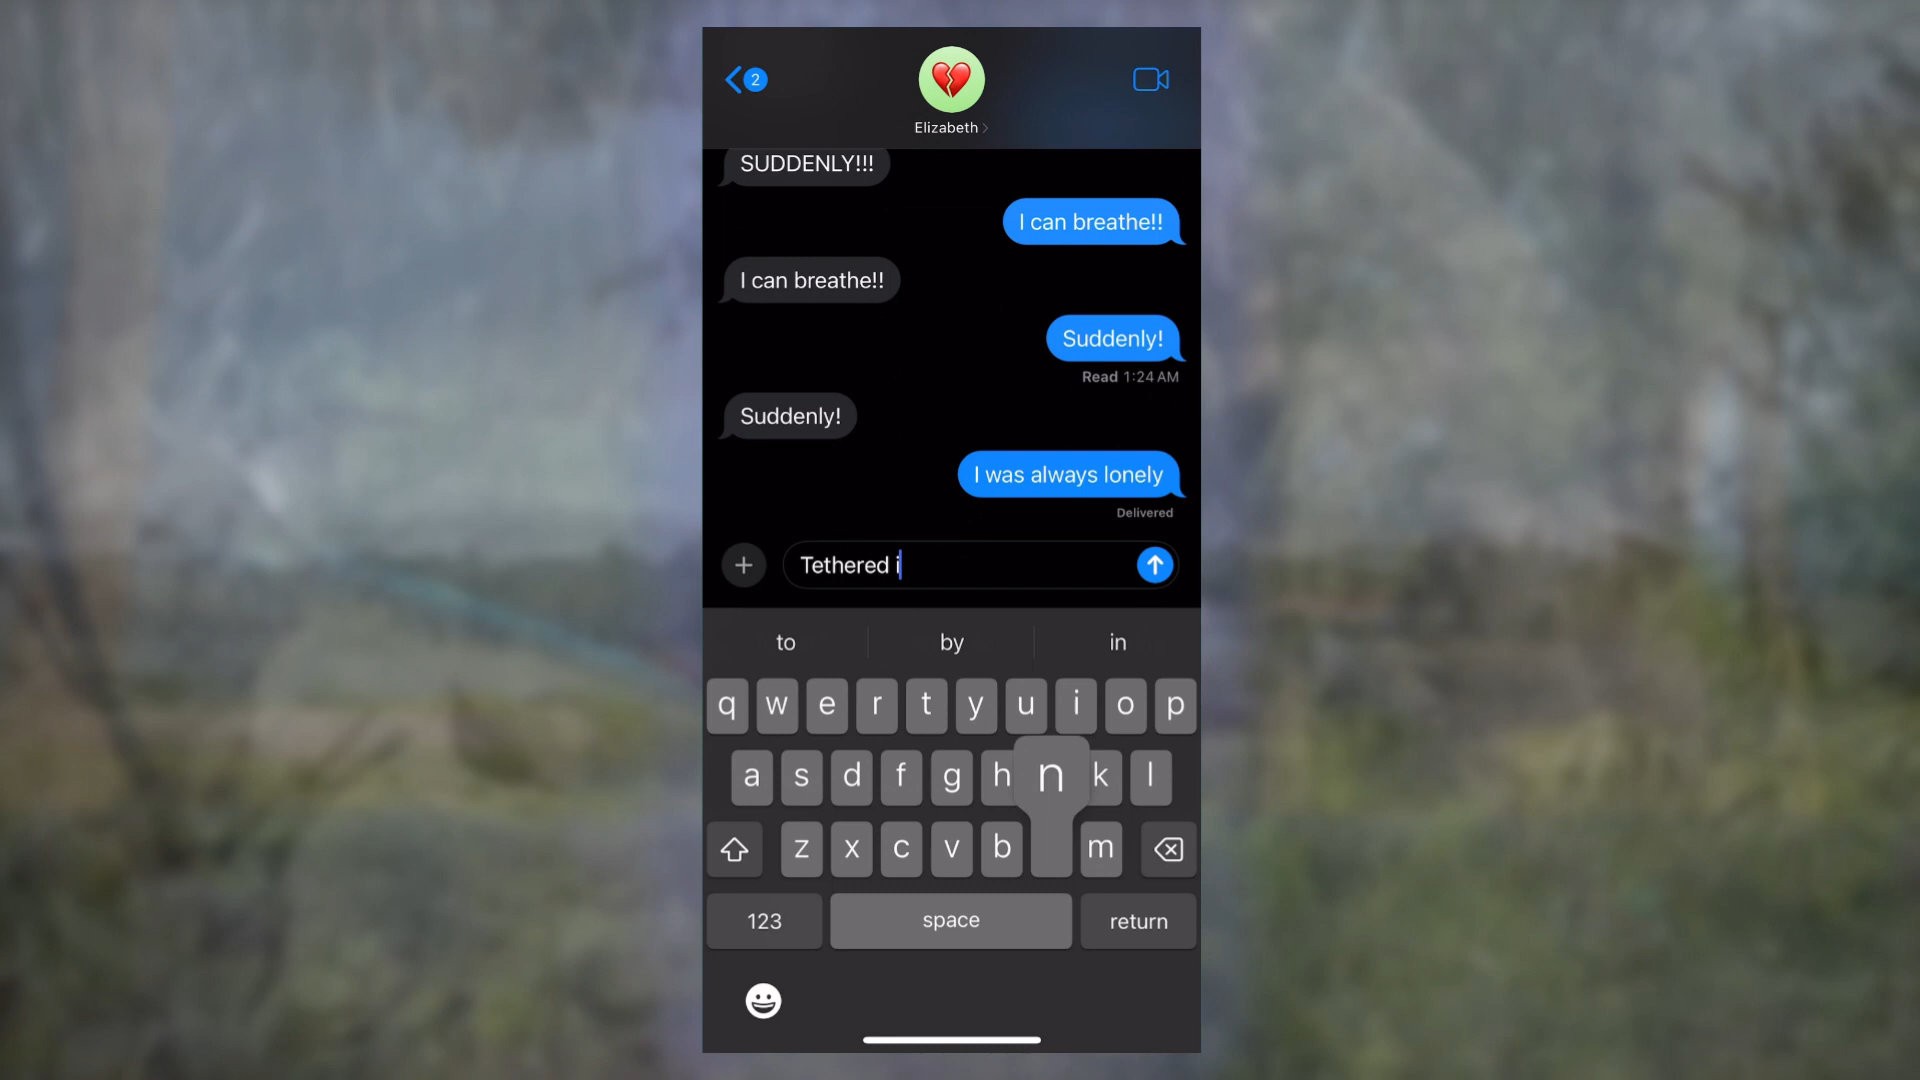 2
Elizabeth
SUDDENLY!!!
I can breathe!!
I can breathe!!
Suddenly!
Read 1:24 AM
Suddenly!
I was always lonely
Delivered
Tethered i
to by in
q w e r t y u i o p
a s d f g h n k l
z x c v b m
123 space return